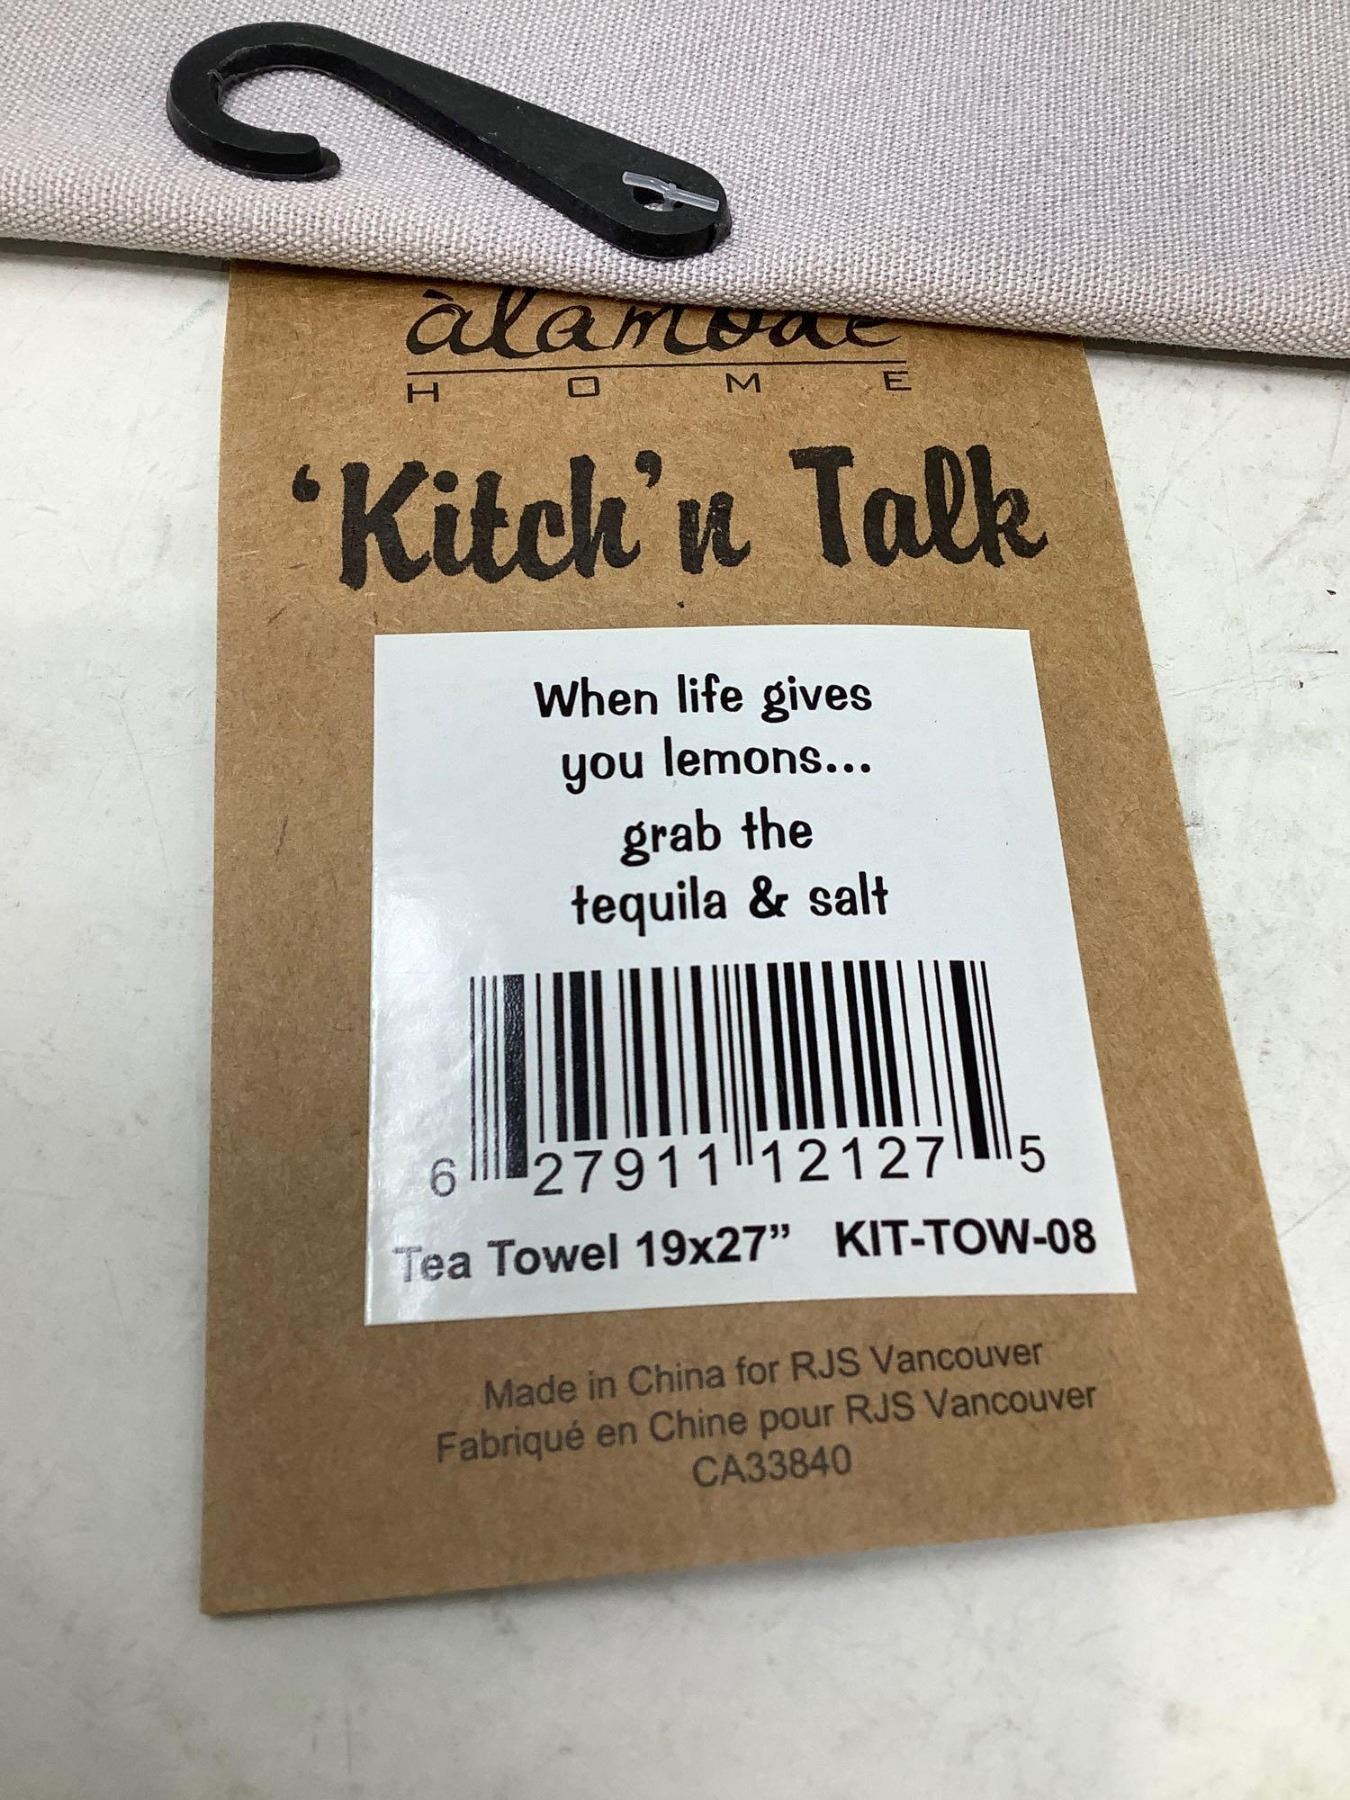 àlamode
HOME
‘Kitch’n Talk
When life gives
you lemons...
grab the
tequila & salt
6 27911 12127 5
Tea Towel 19x27” KIT-TOW-08
Made in China for RJS Vancouver
Fabriqué en Chine pour RJS Vancouver
CA33840